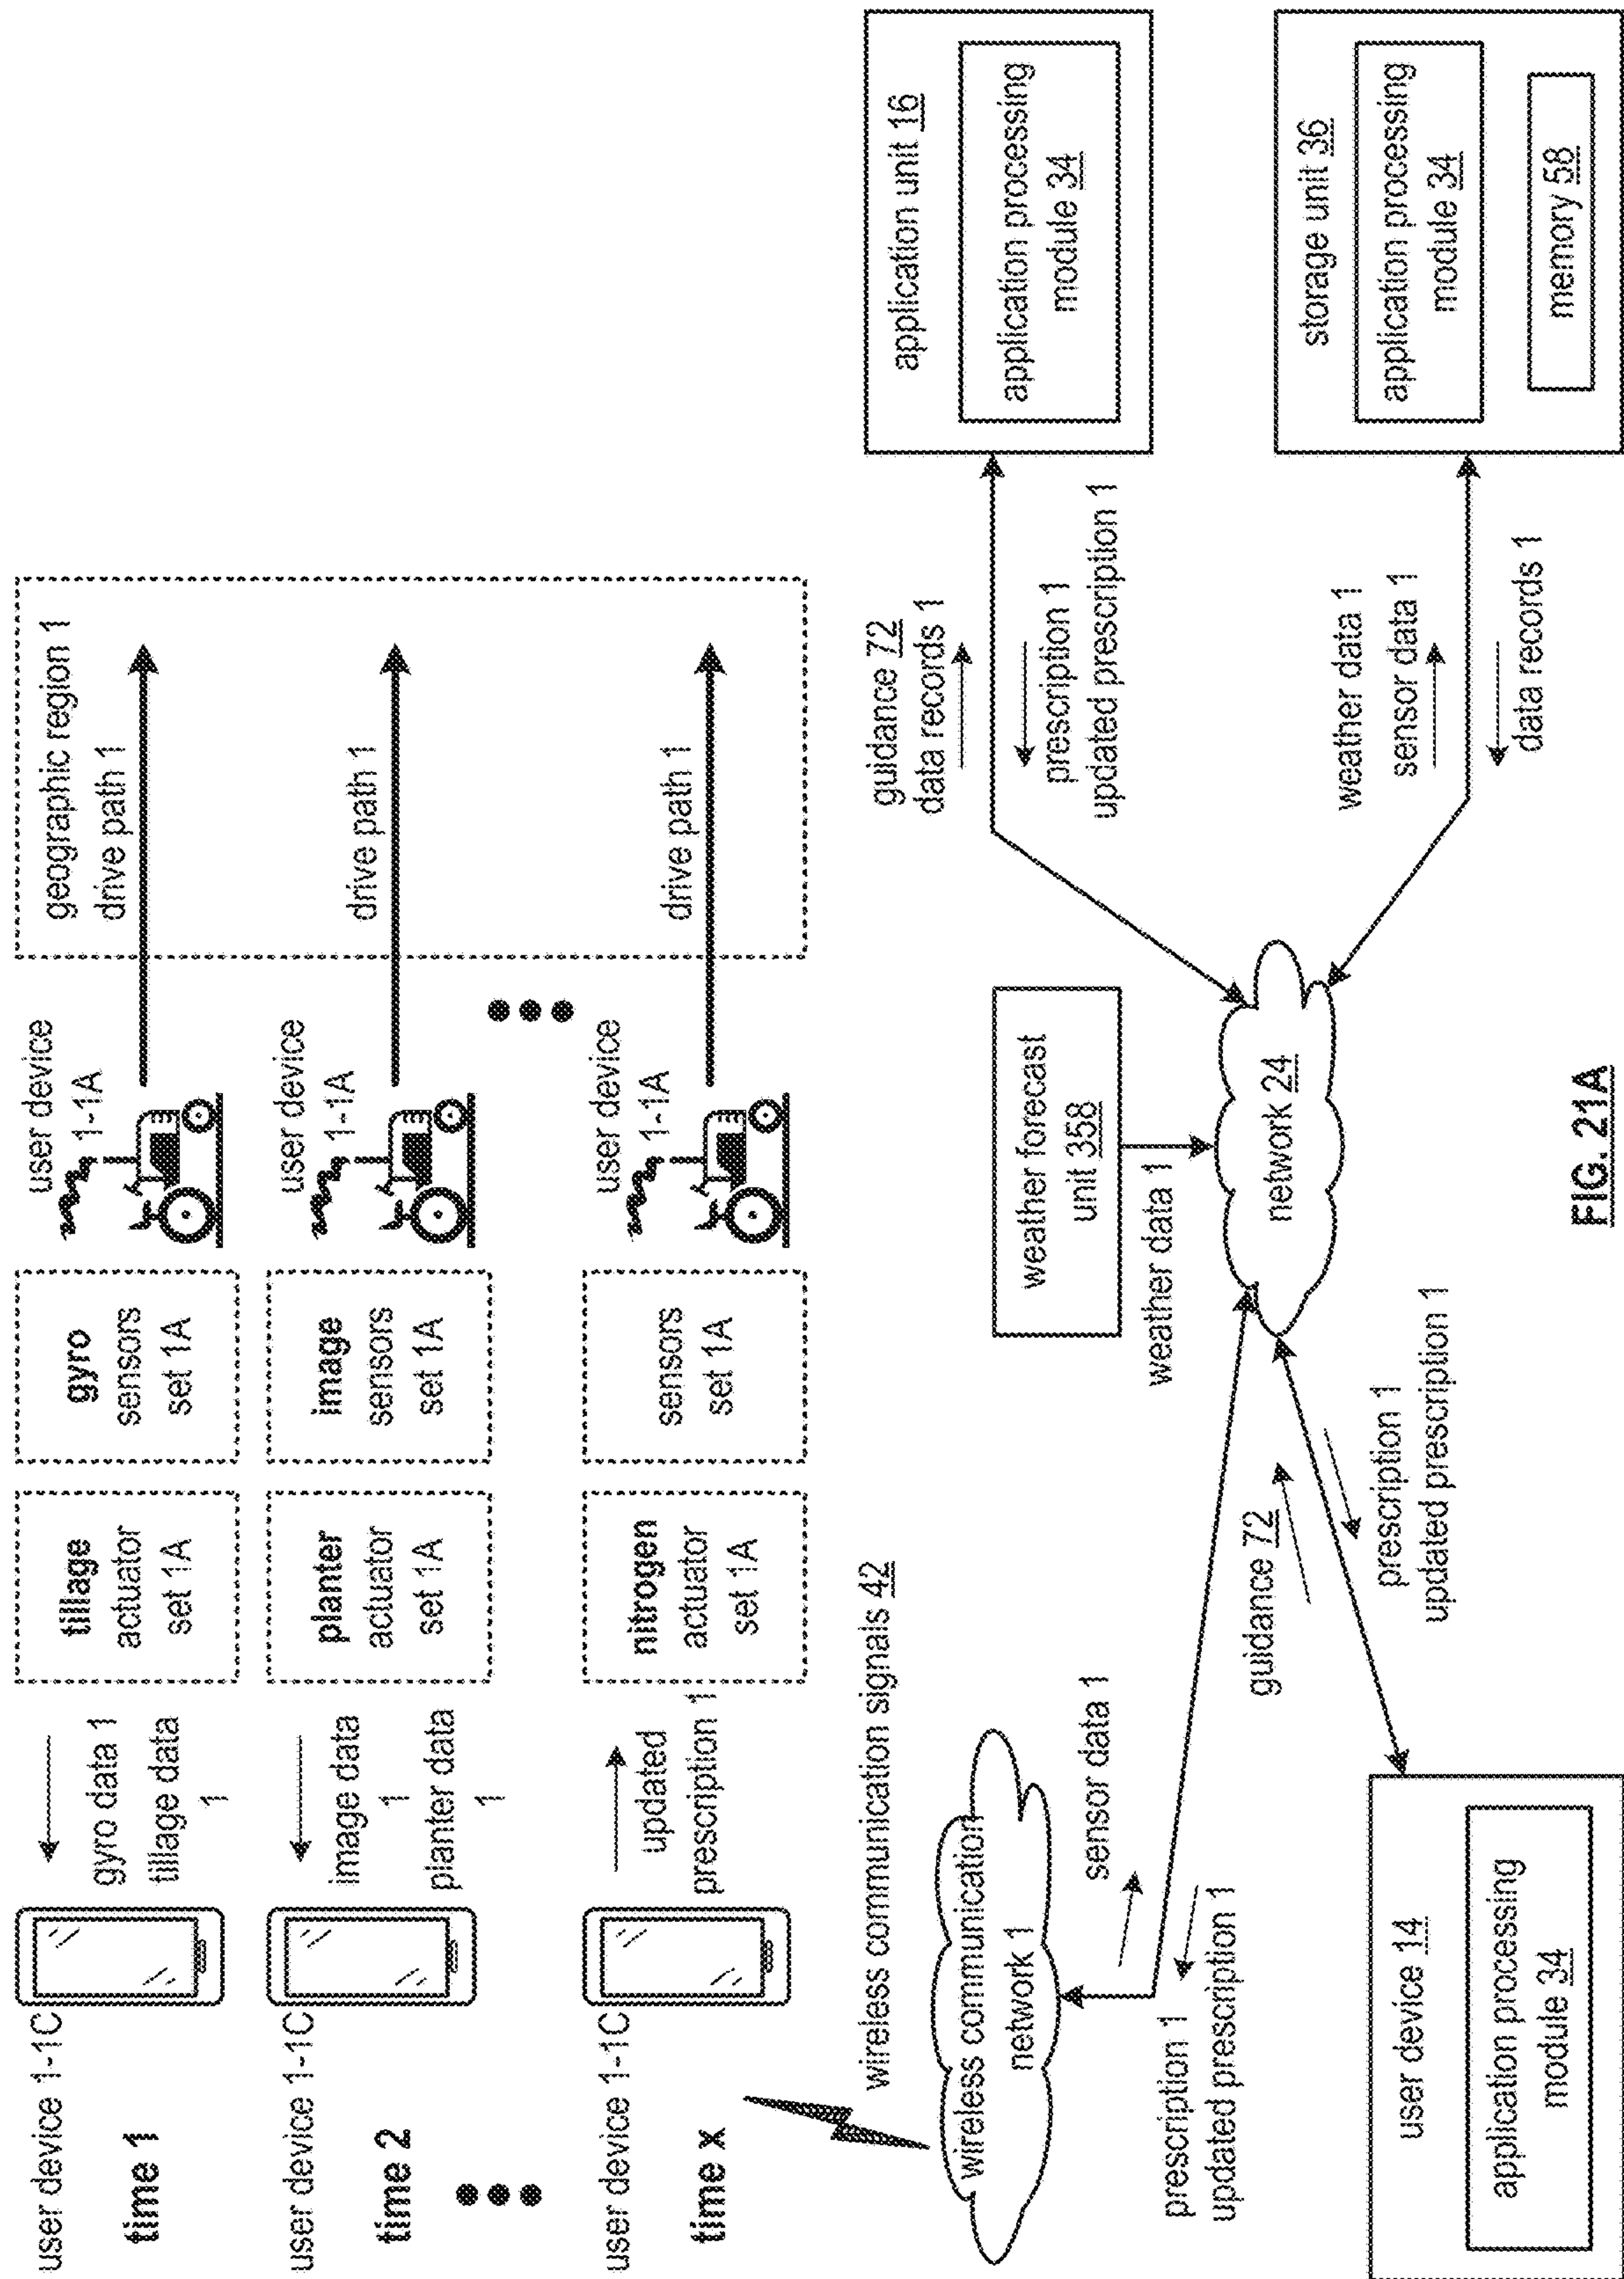 user device 1-1C
time 1
gyro data 1
tillage data
1
tillage
actuator
set 1A
gyro
sensors
set 1A
user device
1-1A
geographic region 1
drive path 1
user device 1-1C
time 2
image data
1
planter data
1
planter
actuator
set 1A
image
sensors
set 1A
user device
1-1A
drive path 1
user device 1-1C
time x
updated
prescription 1
nitrogen
actuator
set 1A
sensors
set 1A
user device
1-1A
drive path 1
wireless communication signals 42
wireless communication
network 1
sensor data 1
prescription 1
updated prescription 1
user device 14
application processing
module 34
guidance 72
prescription 1
updated prescription 1
weather forecast
unit 358
weather data 1
network 24
guidance 72
data records 1
prescription 1
updated prescription 1
application unit 16
application processing
module 34
weather data 1
sensor data 1
data records 1
storage unit 36
application processing
module 34
memory 58
FIG. 21A